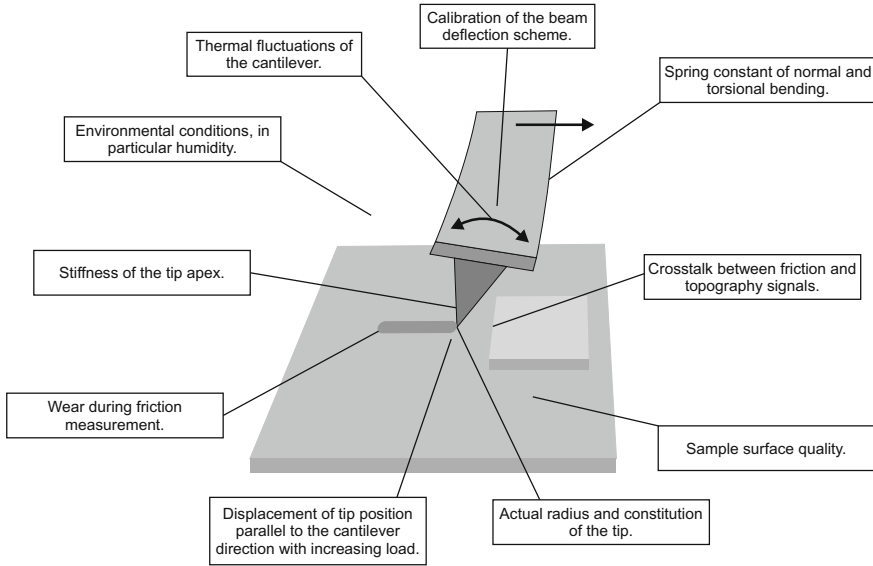 Calibration of the beam
deflection scheme.
Thermal fluctuations of
the cantilever.
Spring constant of normal and
torsional bending.
Environmental conditions, in
particular humidity.
Stiffness of the tip apex.
Crosstalk between friction and
topography signals.
Wear during friction
measurement.
Sample surface quality.
Displacement of tip position
parallel to the cantilever
direction with increasing load.
Actual radius and constitution
of the tip.